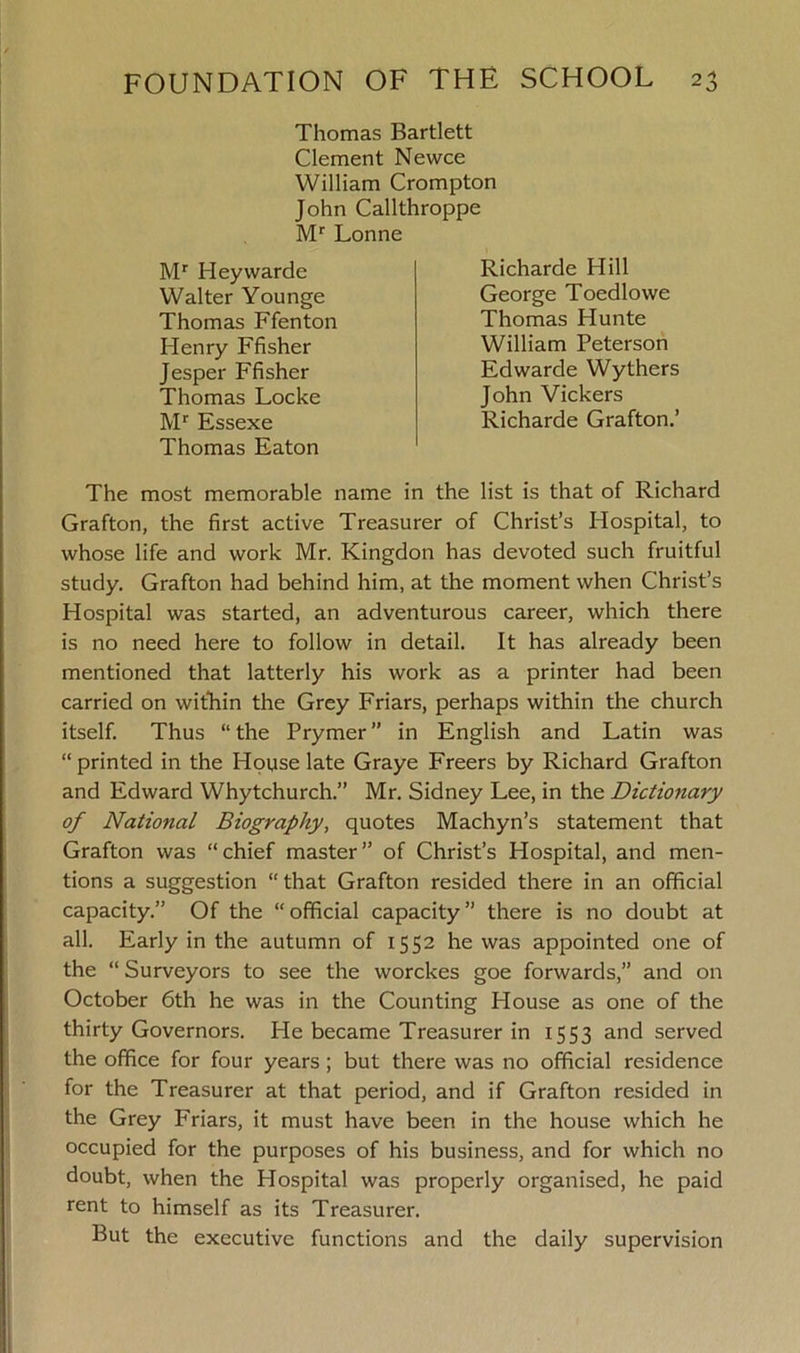 FOUNDATION OF THE SCHOOL 23
Thomas Bartlett
Clement Newce
William Crompton
John Callthroppe
Mr Lonne
Mr Heywarde
Walter Younge
Thomas Ffenton
Henry Ffisher
Jesper Ffisher
Thomas Locke
Mr Essexe
Thomas Eaton
Richarde Hill
George Toedlowe
Thomas Hunte
William Peterson
Edwarde Wythers
John Vickers
Richarde Grafton.’
The most memorable name in the list is that of Richard
Grafton, the first active Treasurer of Christ’s Hospital, to
whose life and work Mr. Kingdon has devoted such fruitful
study. Grafton had behind him, at the moment when Christ’s
Hospital was started, an adventurous career, which there
is no need here to follow in detail. It has already been
mentioned that latterly his work as a printer had been
carried on within the Grey Friars, perhaps within the church
itself. Thus “the Prymer” in English and Latin was
“printed in the House late Graye Freers by Richard Grafton
and Edward Whytchurch.” Mr. Sidney Lee, in the Dictionary
of National Biography, quotes Machyn’s statement that
Grafton was “chief master” of Christ’s Hospital, and men-
tions a suggestion “that Grafton resided there in an official
capacity.” Of the “official capacity” there is no doubt at
all. Early in the autumn of 1552 he was appointed one of
the “Surveyors to see the worckes goe forwards,” and on
October 6th he was in the Counting House as one of the
thirty Governors. He became Treasurer in 1553 and served
the office for four years; but there was no official residence
for the Treasurer at that period, and if Grafton resided in
the Grey Friars, it must have been in the house which he
occupied for the purposes of his business, and for which no
doubt, when the Hospital was properly organised, he paid
rent to himself as its Treasurer.
But the executive functions and the daily supervision